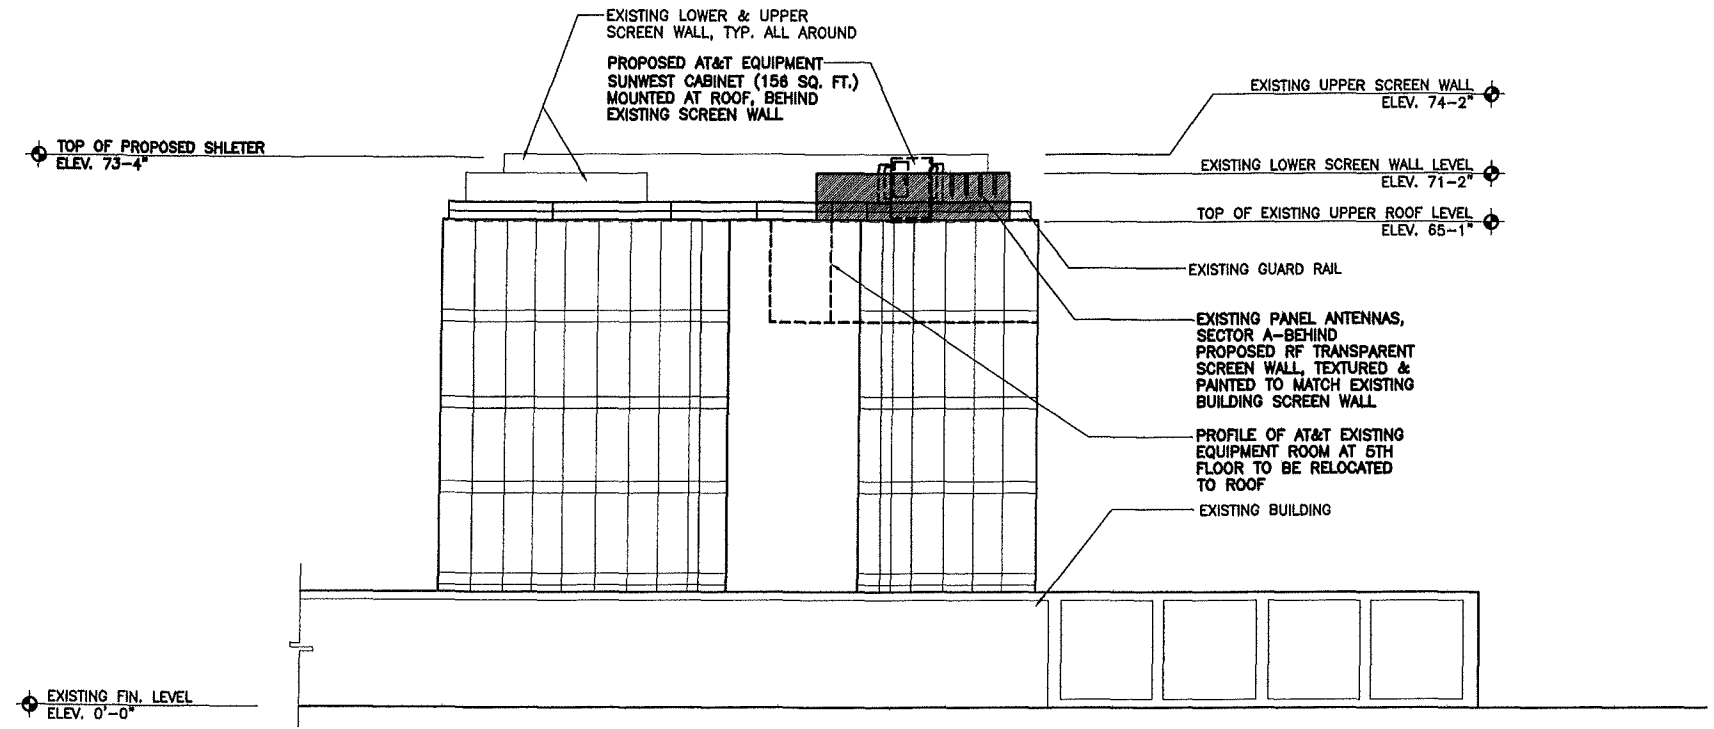 EXISTING LOWER & UPPER
SCREEN WALL, TYP. ALL AROUND
PROPOSED AT&T EQUIPMENT
SUNWEST CABINET (156 SQ. FT.)
MOUNTED AT ROOF, BEHIND
EXISTING SCREEN WALL
EXISTING UPPER SCREEN WALL
ELEV. 74-2"
TOP OF PROPOSED SHLETER
ELEV. 73-4"
EXISTING LOWER SCREEN WALL LEVEL
ELEV. 71-2"
TOP OF EXISTING UPPER ROOF LEVEL
ELEV. 65-1"
EXISTING GUARD RAIL
EXISTING PANEL ANTENNAS,
SECTOR A-BEHIND
PROPOSED RF TRANSPARENT
SCREEN WALL, TEXTURED &
PAINTED TO MATCH EXISTING
BUILDING SCREEN WALL
PROFILE OF AT&T EXISTING
EQUIPMENT ROOM AT 5TH
FLOOR TO BE RELOCATED
TO ROOF
EXISTING BUILDING
EXISTING FIN. LEVEL
ELEV. 0'-0"